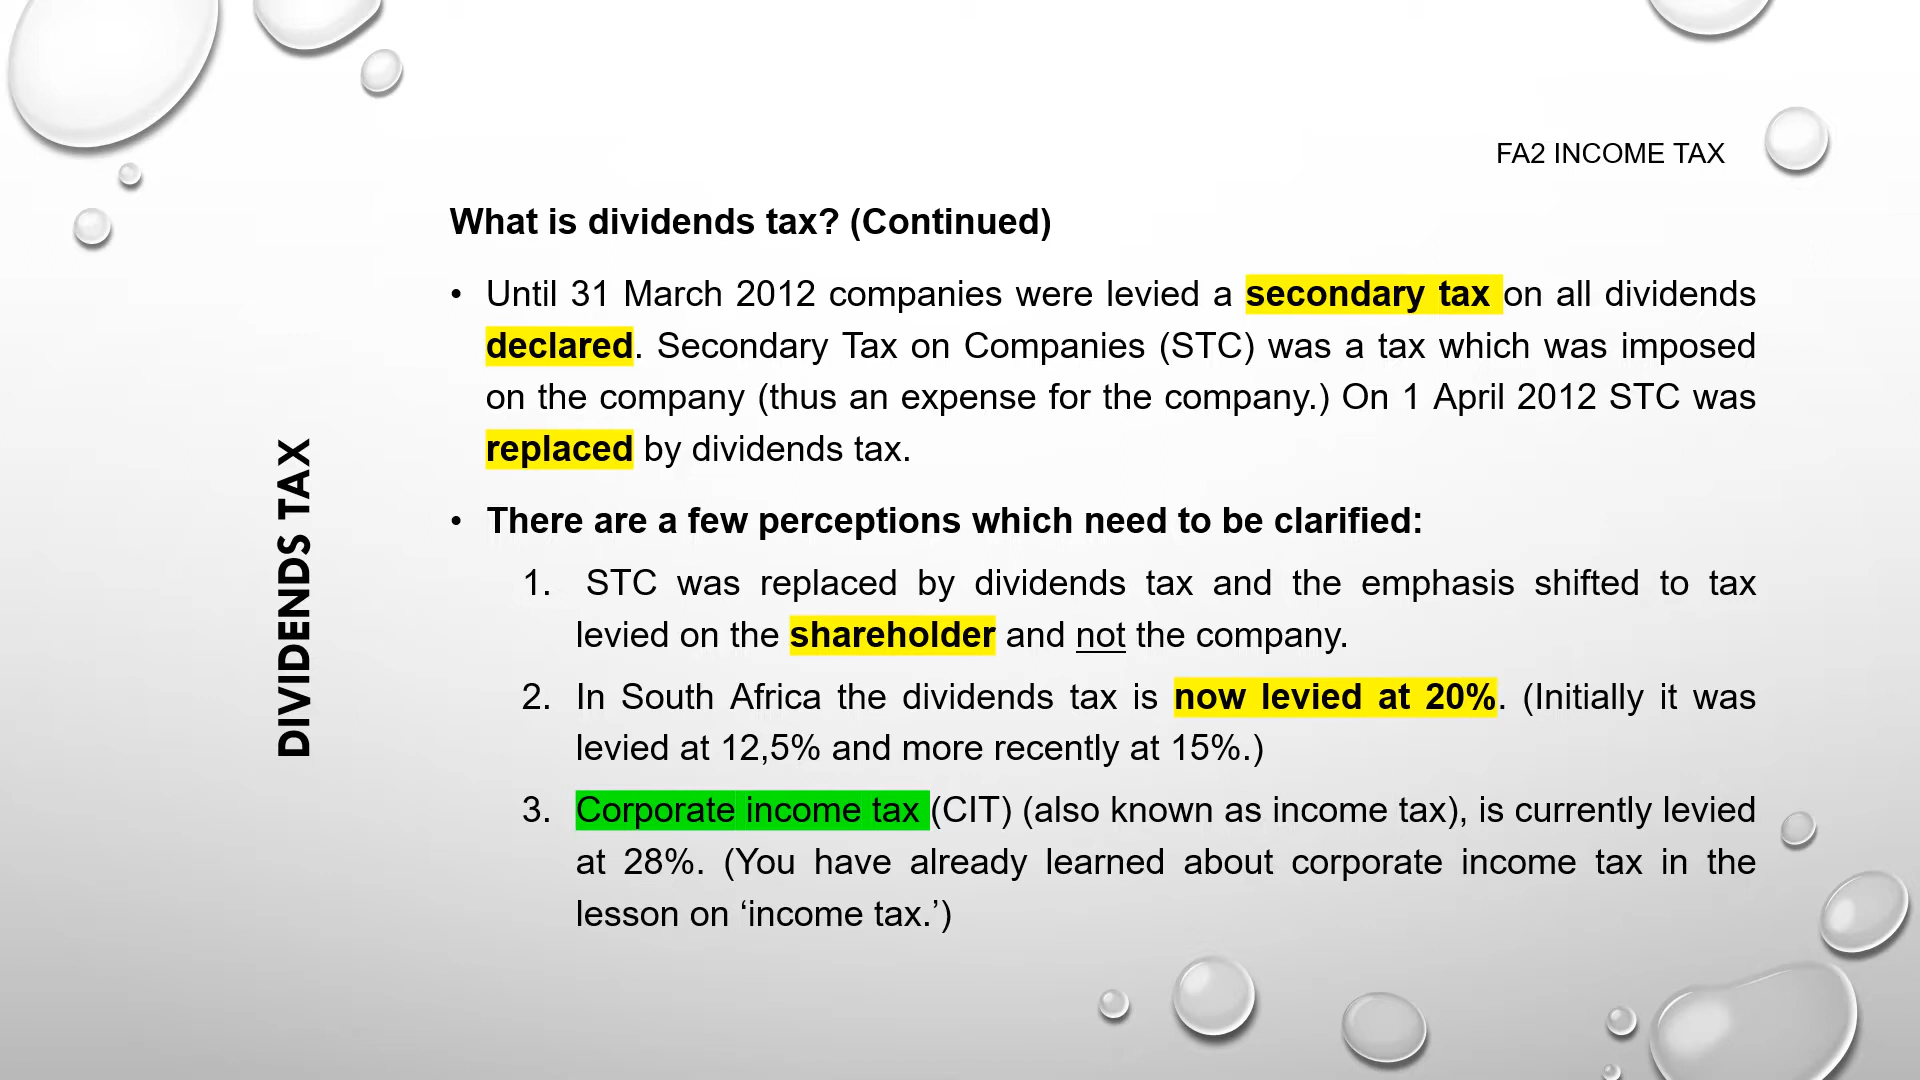 FA2 INCOME TAX
DIVIDENDS TAX
What is dividends tax? (Continued)
• Until 31 March 2012 companies were levied a secondary tax on all dividends
declared. Secondary Tax on Companies (STC) was a tax which was imposed
on the company (thus an expense for the company.) On 1 April 2012 STC was
replaced by dividends tax.
• There are a few perceptions which need to be clarified:
1. STC was replaced by dividends tax and the emphasis shifted to tax
levied on the shareholder and not the company.
2. In South Africa the dividends tax is now levied at 20%. (Initially it was
levied at 12,5% and more recently at 15%.)
3. Corporate income tax (CIT) (also known as income tax), is currently levied
at 28%. (You have already learned about corporate income tax in the
lesson on ‘income tax.’)